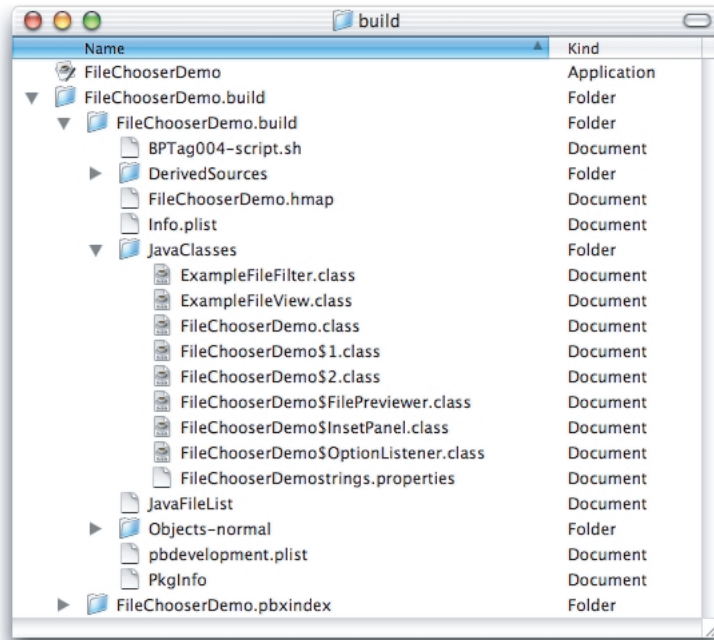 build
Name Kind
FileChooserDemo Application
FileChooserDemo.build Folder
FileChooserDemo.build Folder
BPTag004-script.sh Document
DerivedSources Folder
FileChooserDemo.hmap Document
Info.plist Document
JavaClasses Folder
ExampleFileFilter.class Document
ExampleFileView.class Document
FileChooserDemo.class Document
FileChooserDemo$1.class Document
FileChooserDemo$2.class Document
FileChooserDemo$FilePreviewer.class Document
FileChooserDemo$InsetPanel.class Document
FileChooserDemo$OptionListener.class Document
FileChooserDemostrings.properties Document
JavaFileList Document
Objects-normal Folder
pbdevelopment.plist Document
PkgInfo Document
FileChooserDemo.pbxindex Folder